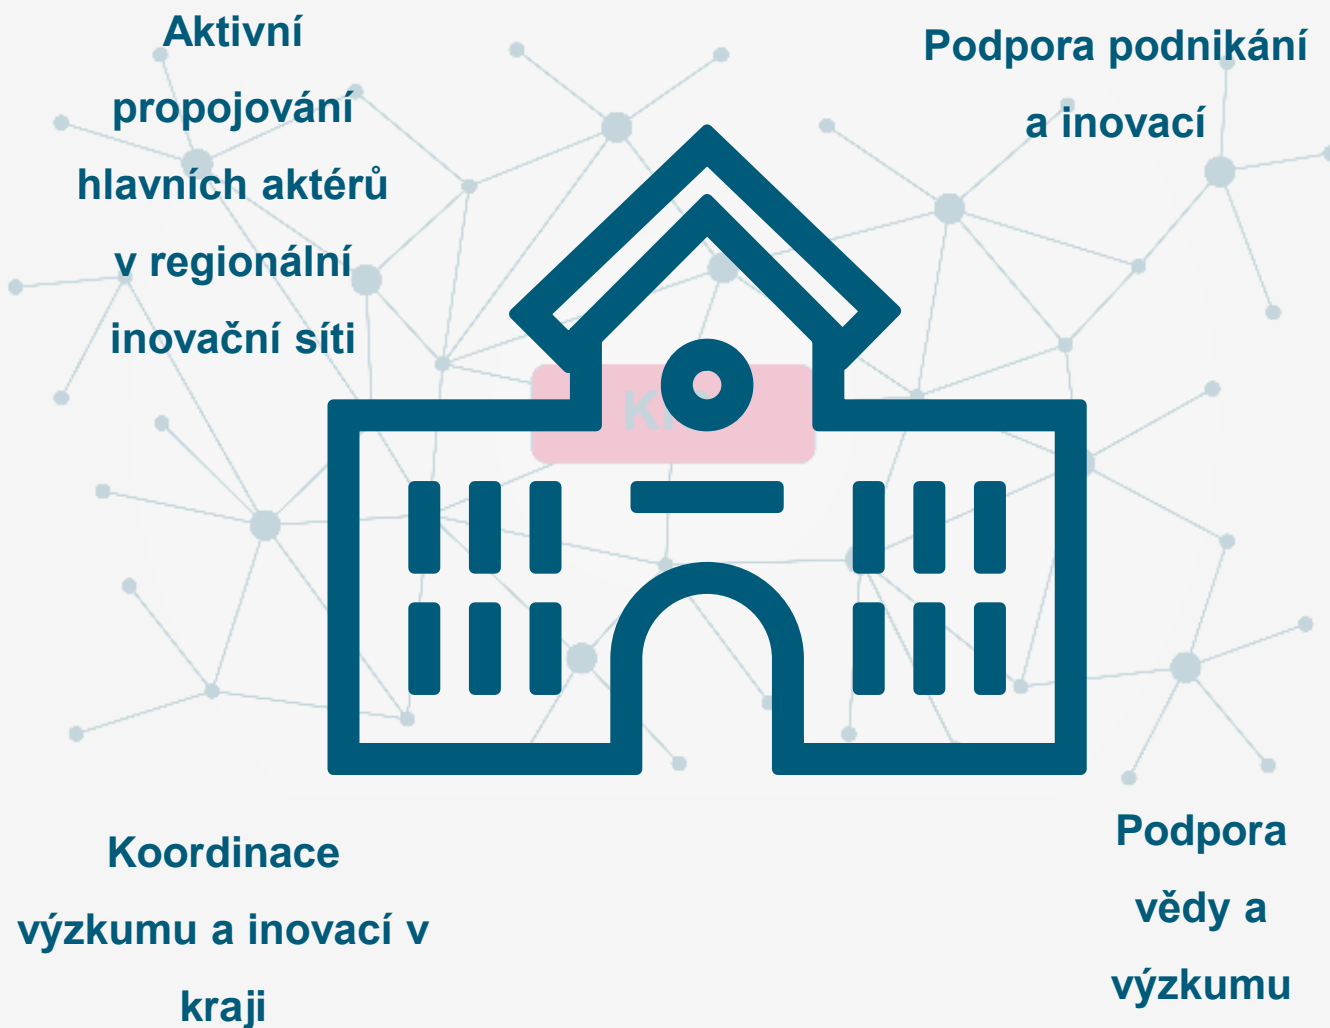 Aktivní
propojování
hlavních aktérů
v regionální
inovační síti
Podpora podnikání
a inovací
Koordinace
výzkumu a inovací v
kraji
Podpora
vědy a
výzkumu